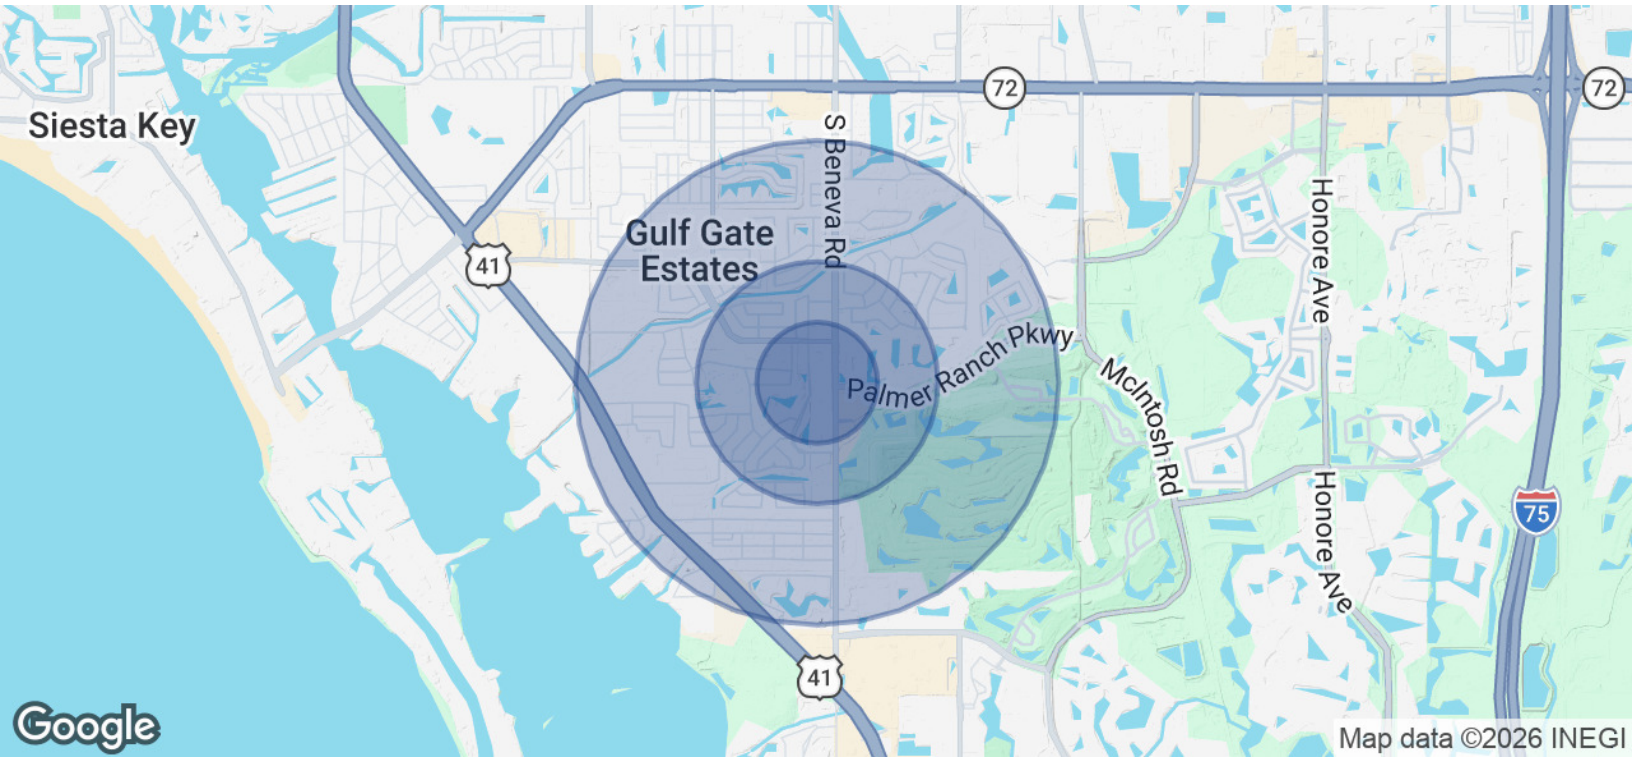 72
72
Siesta Key
S Beneva Rd
Honore Ave
Gulf Gate
Estates
41
Palmer Ranch Pkwy
McIntosh Rd
Honore Ave
75
41
Google
Map data ©2026 INEGI